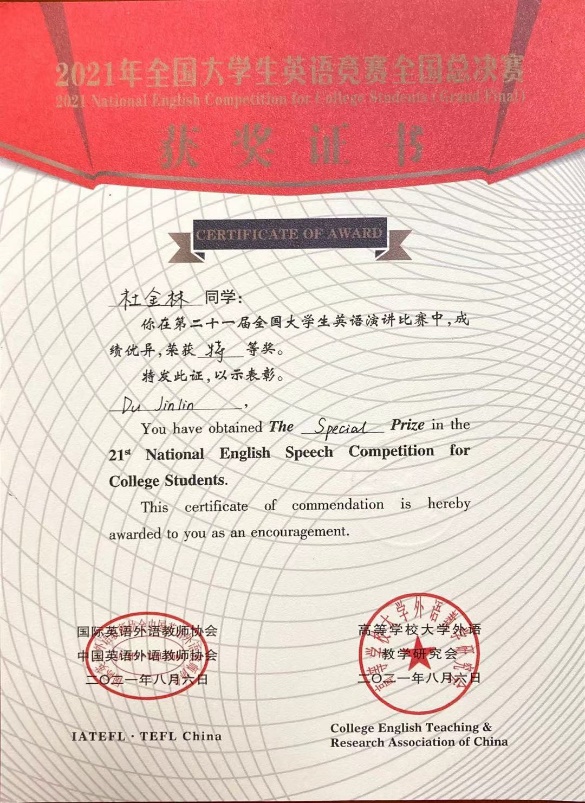 2021年全国大学生英语竞赛全国总决赛
2021 National English Competition for College Students (Grand Final)
获奖证书
CERTIFICATE OF AWARD
杜金林 同学：
你在第二十一届全国大学生英语演讲比赛中，成
绩优异，荣获 特 等奖。
特发此证，以示表彰。
Du Jinlin ,
You have obtained The Special Prize in the
21st National English Speech Competition for
College Students.
This certificate of commendation is hereby
awarded to you as an encouragement.
国际英语外语教师协会
中国英语外语教师协会
二〇二一年八月六日
高等学校大学外语
教学研究会
二〇二一年八月六日
IATEFL · TEFL China
College English Teaching &
Research Association of China